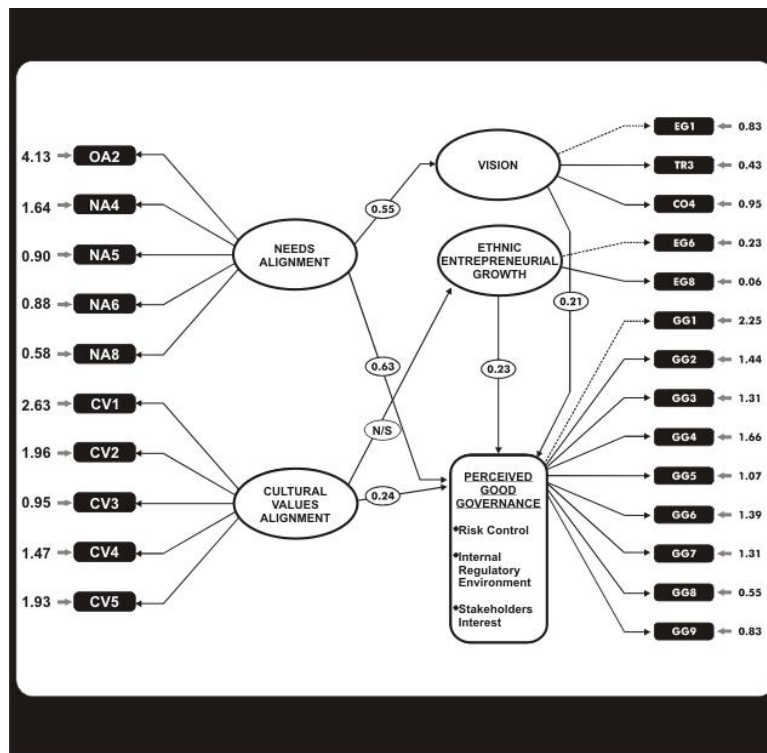 4.13
OA2
1.64
NA4
0.90
NA5
0.88
NA6
0.58
NA8
2.63
CV1
1.96
CV2
0.95
CV3
1.47
CV4
1.93
CV5
NEEDS
ALIGNMENT
CULTURAL
VALUES
ALIGNMENT
0.55
0.63
N/S
0.24
VISION
ETHNIC
ENTREPRENEURIAL
GROWTH
0.21
0.23
PERCEIVED
GOOD
GOVERNANCE
Risk Control
Internal
Regulatory
Environment
Stakeholders
Interest
EG1
0.83
TR3
0.43
CO4
0.95
EG6
0.23
EG8
0.06
GG1
2.25
GG2
1.44
GG3
1.31
GG4
1.66
GG5
1.07
GG6
1.39
GG7
1.31
GG8
0.55
GG9
0.83